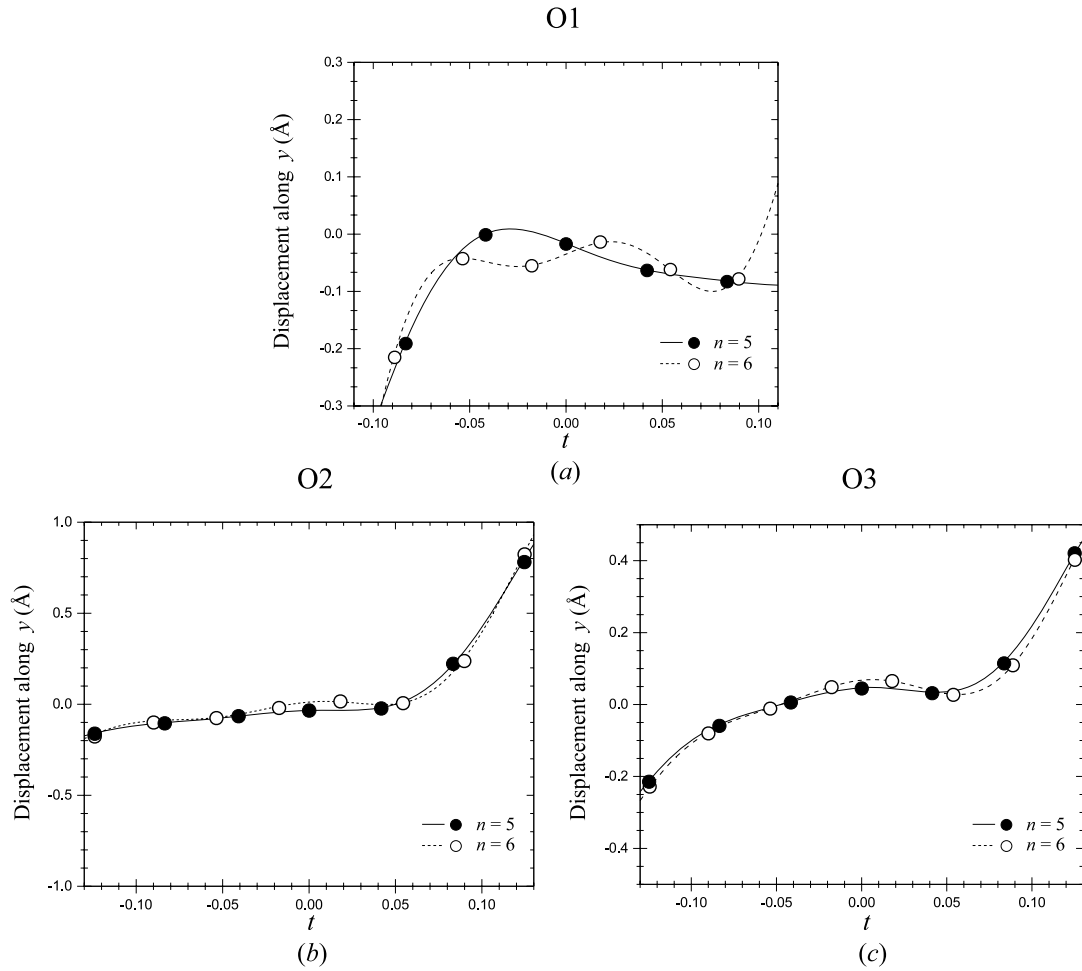 O1
Displacement along y (Å)
0.3
0.2
0.1
0.0
-0.1
-0.2
-0.3
n = 5
n = 6
-0.10
-0.05
0.00
0.05
0.10
t
(a)
O2
Displacement along y (Å)
1.0
0.5
0.0
-0.5
-1.0
n = 5
n = 6
-0.10
-0.05
0.00
0.05
0.10
t
(b)
O3
Displacement along y (Å)
0.4
0.2
0.0
-0.2
-0.4
n = 5
n = 6
-0.10
-0.05
0.00
0.05
0.10
t
(c)